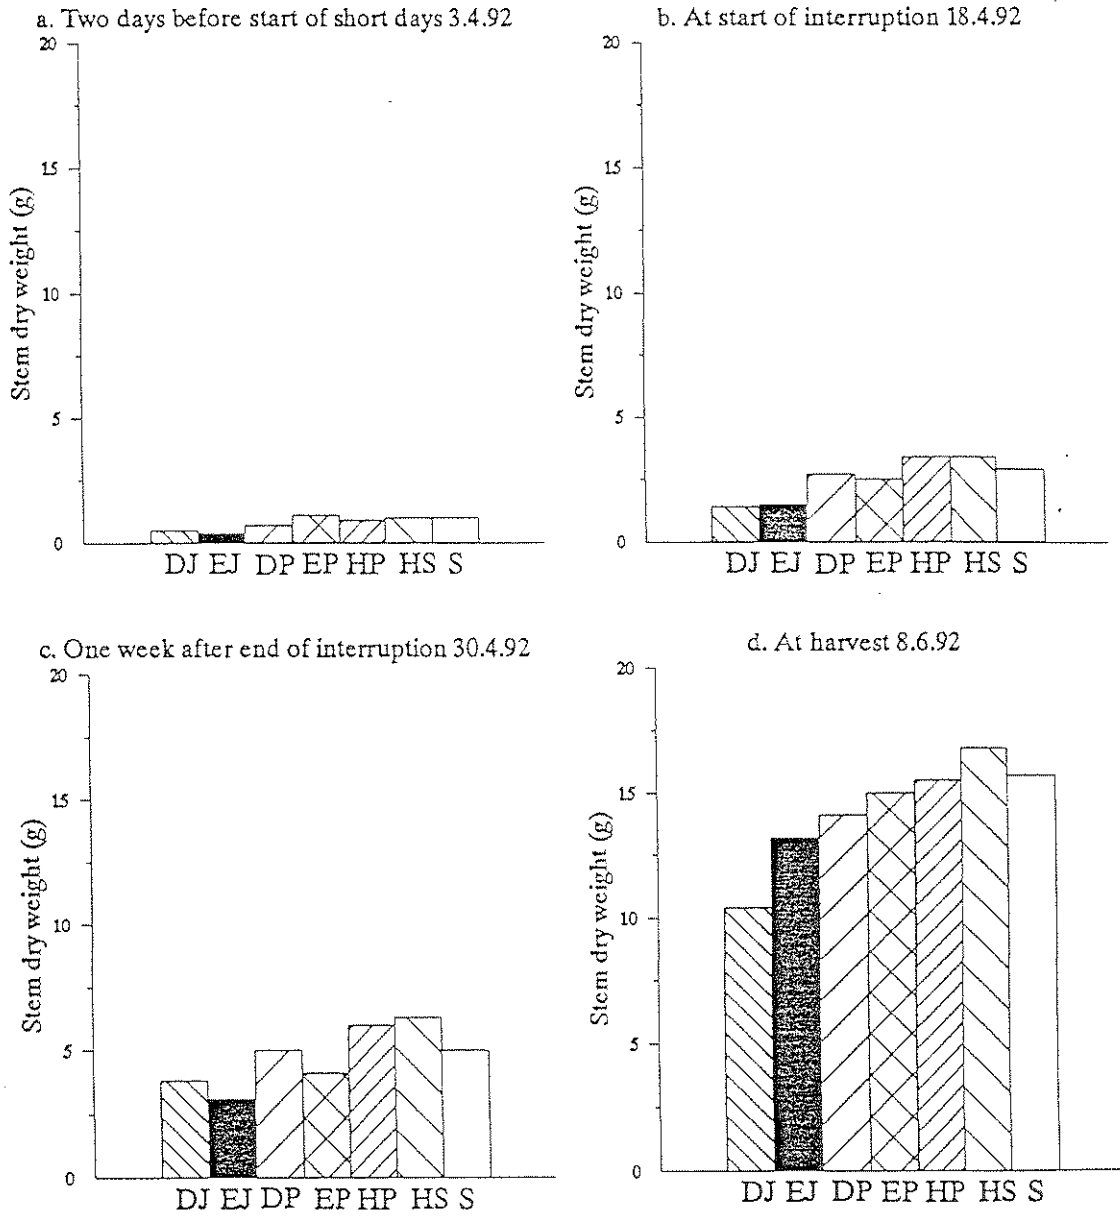 a. Two days before start of short days 3.4.92
20
15
10
5
0
Stem dry weight (g)
DJ EJ DP EP HP HS S
b. At start of interruption 18.4.92
20
15
10
5
0
Stem dry weight (g)
DJ EJ DP EP HP HS S
c. One week after end of interruption 30.4.92
20
15
10
5
0
Stem dry weight (g)
DJ EJ DP EP HP HS S
d. At harvest 8.6.92
20
15
10
5
0
Stem dry weight (g)
DJ EJ DP EP HP HS S